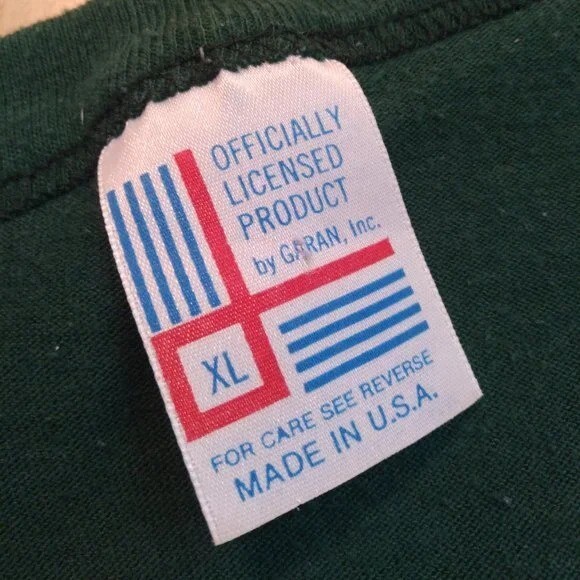 OFFICIALLY
LICENSED
PRODUCT
by GARAN, Inc.
XL
FOR CARE SEE REVERSE
MADE IN U.S.A.